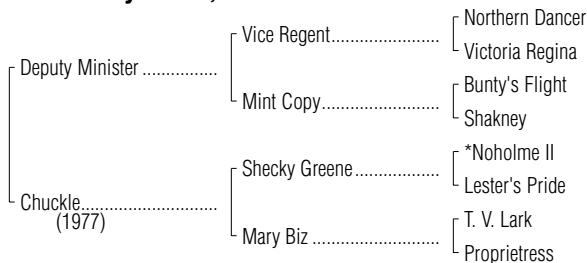 Northern Dancer
Vice Regent
Victoria Regina
Deputy Minister
Bunty's Flight
Mint Copy
Shakney
*Noholme II
Shecky Greene
Lester's Pride
Chuckle
(1977)
T. V. Lark
Mary Biz
Proprietress